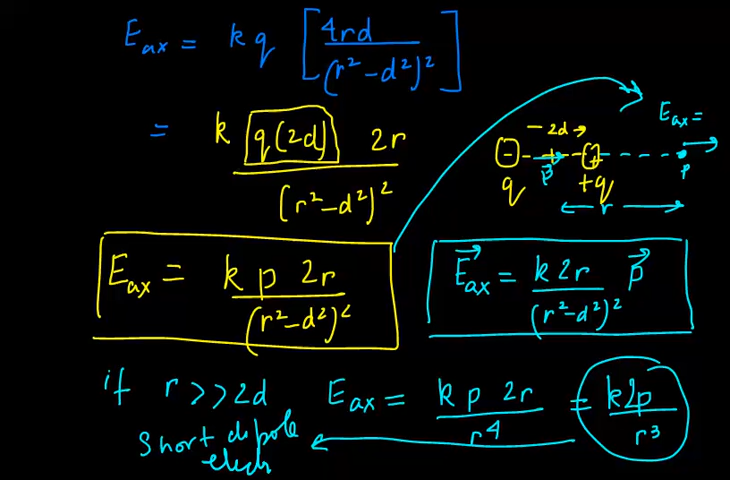 E_ax = k q [ 4rd / (r² – d²)² ]
= k q(2d) 2r / (r² – d²)²
E_ax =
– 2d →
– +
p⃗ P
q +q
← r →
E_ax = k p 2r / (r² – d²)²
E⃗_ax = k 2r / (r² – d²)² p⃗
if r >> 2d E_ax = k p 2r / r⁴ = k2p / r³
Short dipole
elect